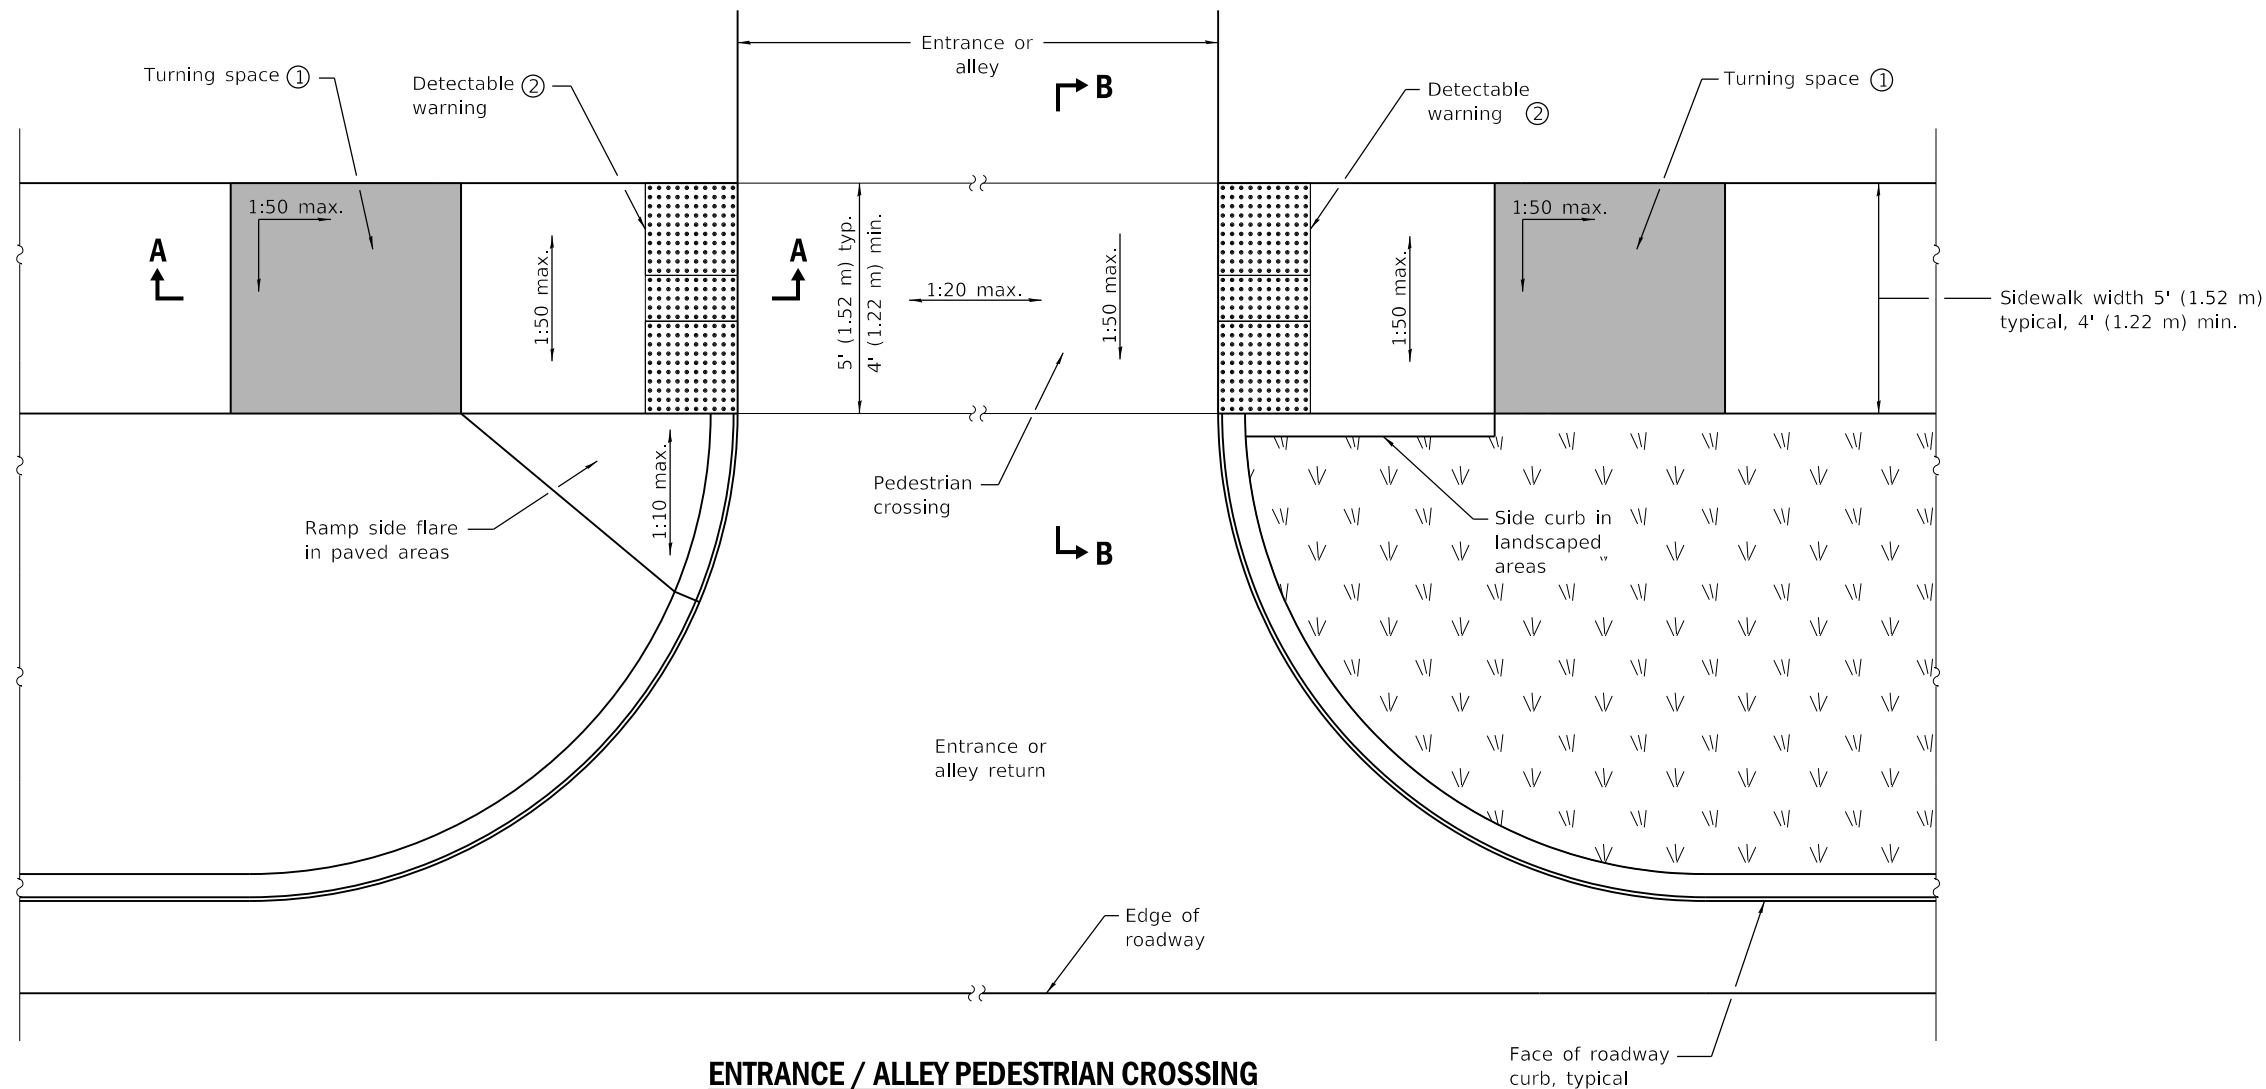 Entrance or
alley
Turning space ①
Detectable ②
warning
B
Detectable
warning ②
Turning space ①
1:50 max.
1:50 max.
A
A
1:50 max.
5' (1.52 m) typ.
4' (1.22 m) min.
1:20 max.
1:50 max.
1:50 max.
Sidewalk width 5' (1.52 m)
typical, 4' (1.22 m) min.
1:10 max.
Ramp side flare
in paved areas
Pedestrian
crossing
B
Side curb in
landscaped
areas
Entrance or
alley return
Edge of
roadway
Face of roadway
curb, typical
ENTRANCE / ALLEY PEDESTRIAN CROSSING